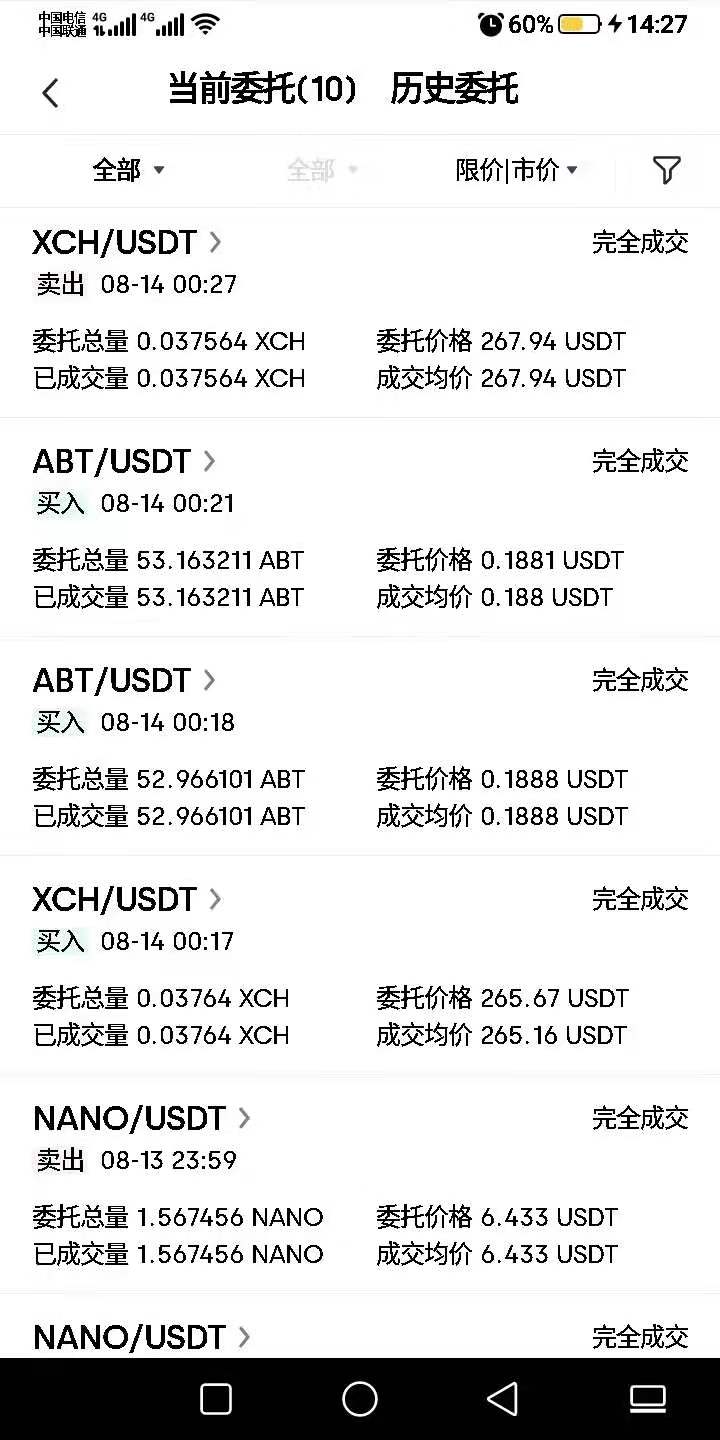 中国电信 4G 4G 60% 14:27
中国联通
当前委托(10) 历史委托
全部 全部 限价|市价
XCH/USDT 完全成交
卖出 08-14 00:27
委托总量 0.037564 XCH 委托价格 267.94 USDT
已成交量 0.037564 XCH 成交均价 267.94 USDT
ABT/USDT 完全成交
买入 08-14 00:21
委托总量 53.163211 ABT 委托价格 0.1881 USDT
已成交量 53.163211 ABT 成交均价 0.188 USDT
ABT/USDT 完全成交
买入 08-14 00:18
委托总量 52.966101 ABT 委托价格 0.1888 USDT
已成交量 52.966101 ABT 成交均价 0.1888 USDT
XCH/USDT 完全成交
买入 08-14 00:17
委托总量 0.03764 XCH 委托价格 265.67 USDT
已成交量 0.03764 XCH 成交均价 265.16 USDT
NANO/USDT 完全成交
卖出 08-13 23:59
委托总量 1.567456 NANO 委托价格 6.433 USDT
已成交量 1.567456 NANO 成交均价 6.433 USDT
NANO/USDT 完全成交